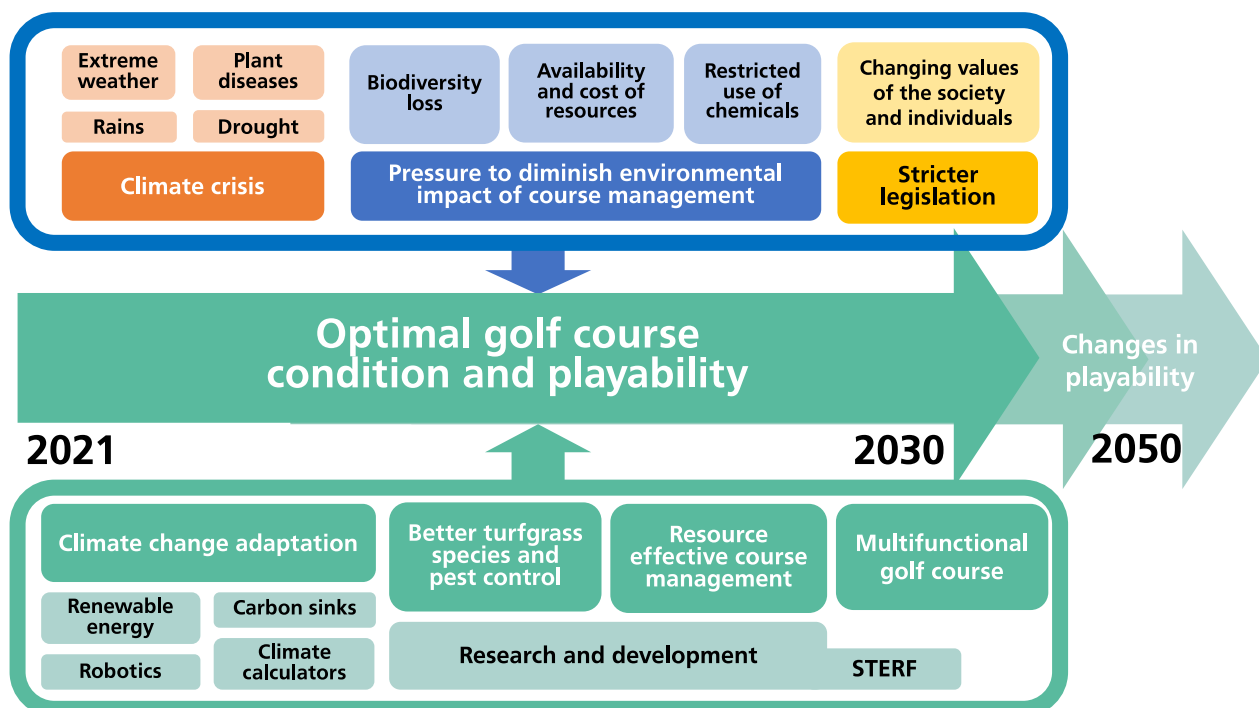 Extreme
weather
Plant
diseases
Rains
Drought
Climate crisis
Biodiversity
loss
Availability
and cost of
resources
Restricted
use of
chemicals
Pressure to diminish environmental
impact of course management
Changing values
of the society
and individuals
Stricter
legislation
Optimal golf course
condition and playability
Changes in
playability
2021
2030
2050
Climate change adaptation
Renewable
energy
Carbon sinks
Robotics
Climate
calculators
Better turfgrass
species and
pest control
Resource
effective course
management
Multifunctional
golf course
Research and development
STERF